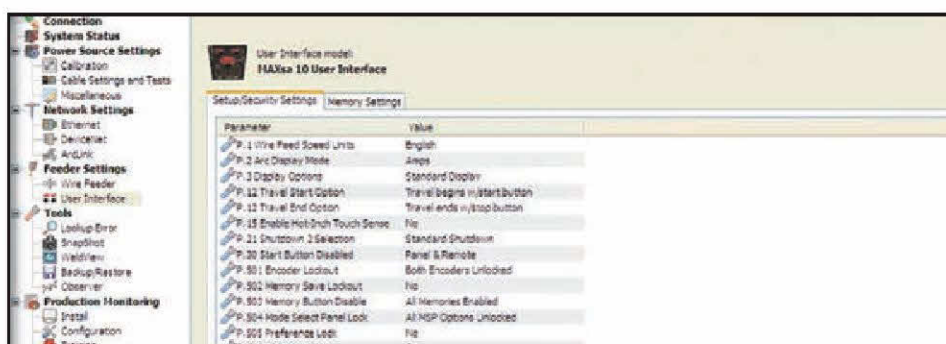 Connection
System Status
Power Source Settings
Calibration
Cable Settings and Tests
Miscellaneous
Network Settings
Ethernet
DeviceNet
ArcLink
Feeder Settings
Wire Feeder
User Interface
Tools
Lookup Error
SnapShot
WeldView
Backup/Restore
Observer
Production Monitoring
Install
Configuration
User Interface model:
MAXsa 10 User Interface
Setup/Security Settings Memory Settings
Parameter Value
P.1 Wire Feed Speed Units English
P.2 Arc Display Mode Amps
P.3 Display Options Standard Display
P.12 Travel Start Option Travel begins w/start button
P.13 Travel End Option Travel ends w/stop button
P.15 Enable Hot-Inch Touch Sense No
P.21 Shutdown 2 Selection Standard Shutdown
P.30 Start Button Disabled Panel & Remote
P.501 Encoder Lockout Both Encoders Unlocked
P.502 Memory Save Lockout No
P.503 Memory Button Disable All Memories Enabled
P.504 Mode Select Panel Lock All MSP Options Unlocked
P.505 Preference Lock No